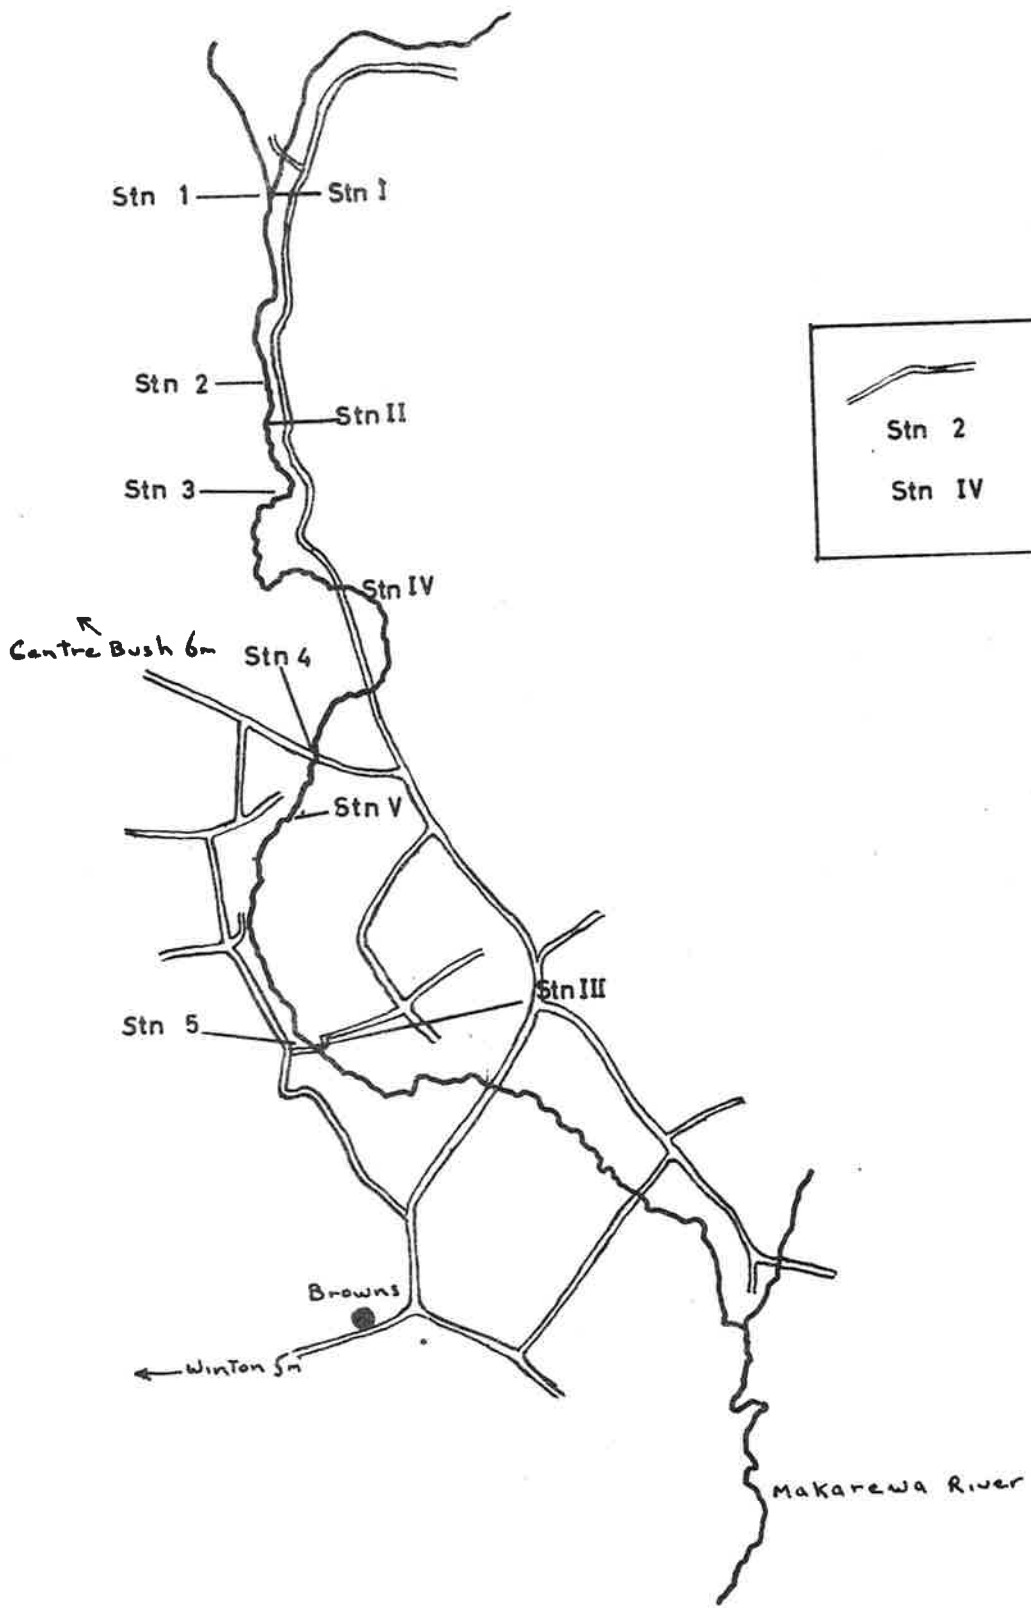 Stn 1
Stn I
Stn 2
Stn II
Stn 3
Stn 2
Stn IV
Stn IV
Centre Bush 6m
Stn 4
Stn V
Stn III
Stn 5
Browns
Winton 5m
Makarewa River